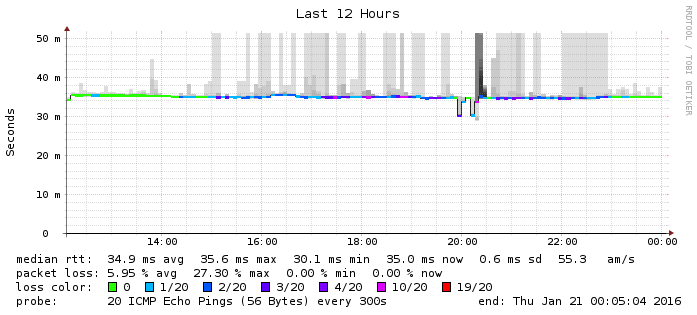 Last 12 Hours
RRDTOOL / TOBI OETIKER
50 m
40 m
30 m
20 m
10 m
0
Seconds
14:00 16:00 18:00 20:00 22:00 00:00
median rtt: 34.9 ms avg 35.6 ms max 30.1 ms min 35.0 ms now 0.6 ms sd 55.3 am/s
packet loss: 5.95 % avg 27.30 % max 0.00 % min 0.00 % now
loss color: 0 1/20 2/20 3/20 4/20 10/20 19/20
probe: 20 ICMP Echo Pings (56 Bytes) every 300s end: Thu Jan 21 00:05:04 2016